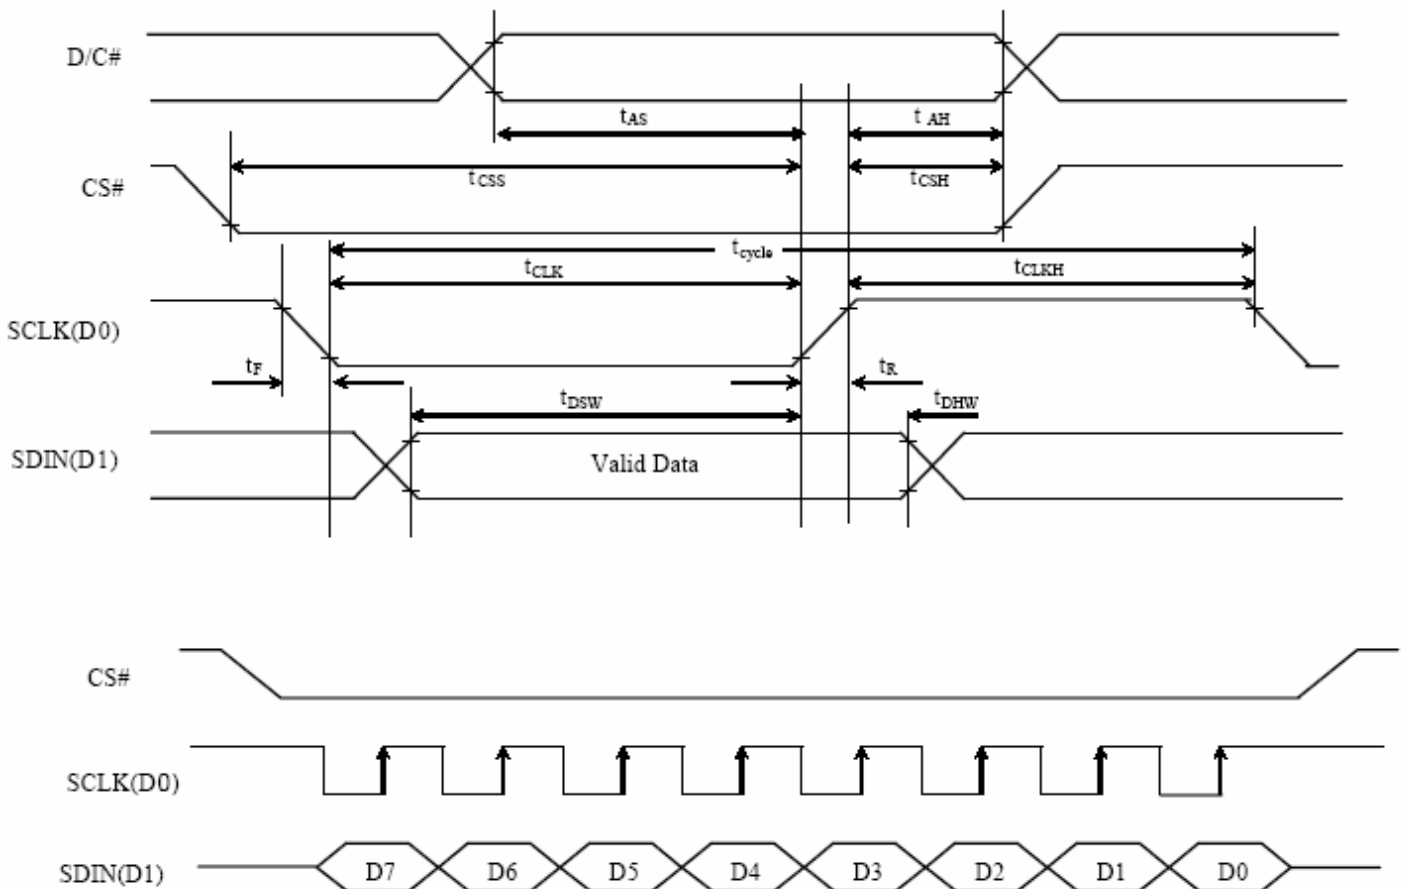 D/C#
tAS
t AH
CS#
tCSS
tCSH
tcycle
tCLK
tCLKH
SCLK(D0)
tF
tR
tDSW
tDHW
SDIN(D1)
Valid Data
CS#
SCLK(D0)
SDIN(D1)
D7 D6 D5 D4 D3 D2 D1 D0